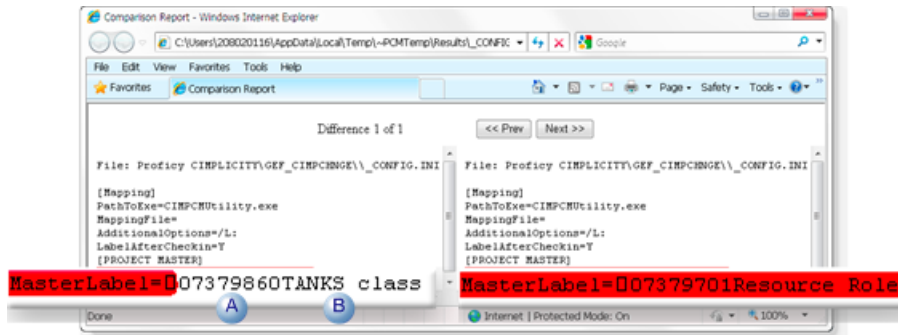 Comparison Report - Windows Internet Explorer
C:\Users\208020116\AppData\Local\Temp\~PCMTemp\Results\_CONFIG
Google
File Edit View Favorites Tools Help
Favorites Comparison Report
Page Safety Tools
Difference 1 of 1 << Prev Next >>
File: Proficy CIMPLICITY\GEF_CIMPCHNGE\\_CONFIG.INI
[Mapping]
PathToExe=CIMPCMUtility.exe
MappingFile=
AdditionalOptions=/L:
LabelAfterCheckin=Y
[PROJECT MASTER]
MasterLabel=▯07379860TANKS class
A B
File: Proficy CIMPLICITY\GEF_CIMPCHNGE\\_CONFIG.INI
[Mapping]
PathToExe=CIMPCMUtility.exe
MappingFile=
AdditionalOptions=/L:
LabelAfterCheckin=Y
[PROJECT MASTER]
MasterLabel=▯07379701Resource Role
Done
Internet | Protected Mode: On 100%